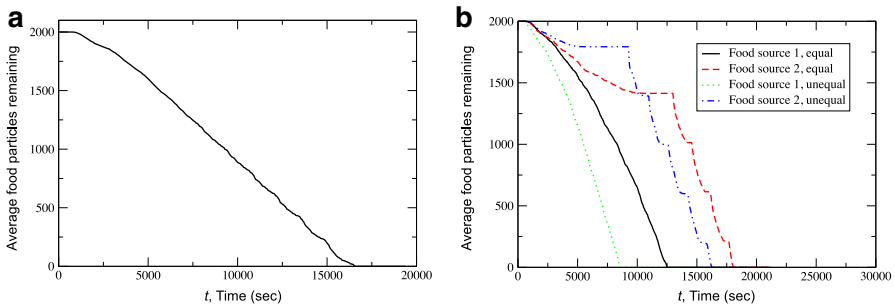 a
Average food particles remaining
2000
1500
1000
500
0
0
5000
10000
15000
20000
t, Time (sec)
b
Average food particles remaining
2000
1500
1000
500
0
0
5000
10000
15000
20000
25000
30000
t, Time (sec)
Food source 1, equal
Food source 2, equal
Food source 1, unequal
Food source 2, unequal